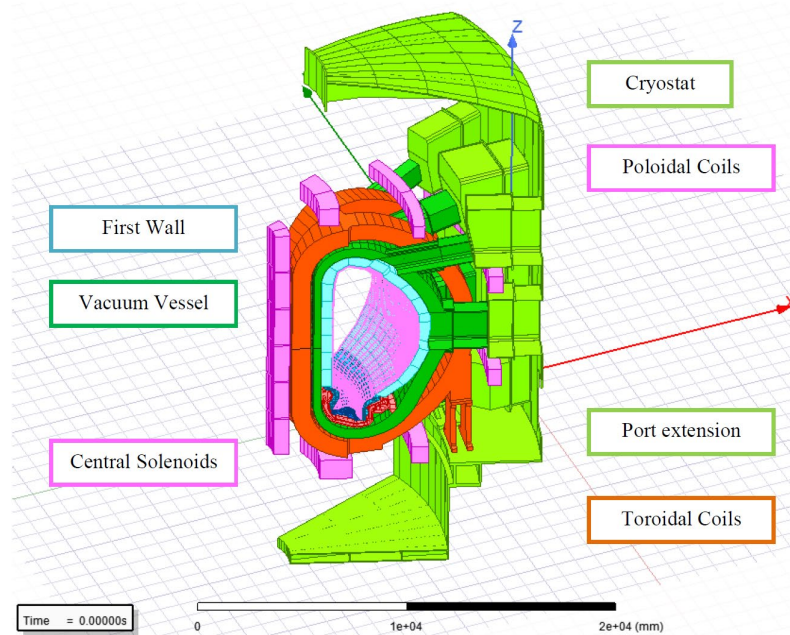 Z
Cryostat
Poloidal Coils
First Wall
Vacuum Vessel
X
Central Solenoids
Port extension
Toroidal Coils
Time = 0.00000s
0 1e+04 2e+04 (mm)